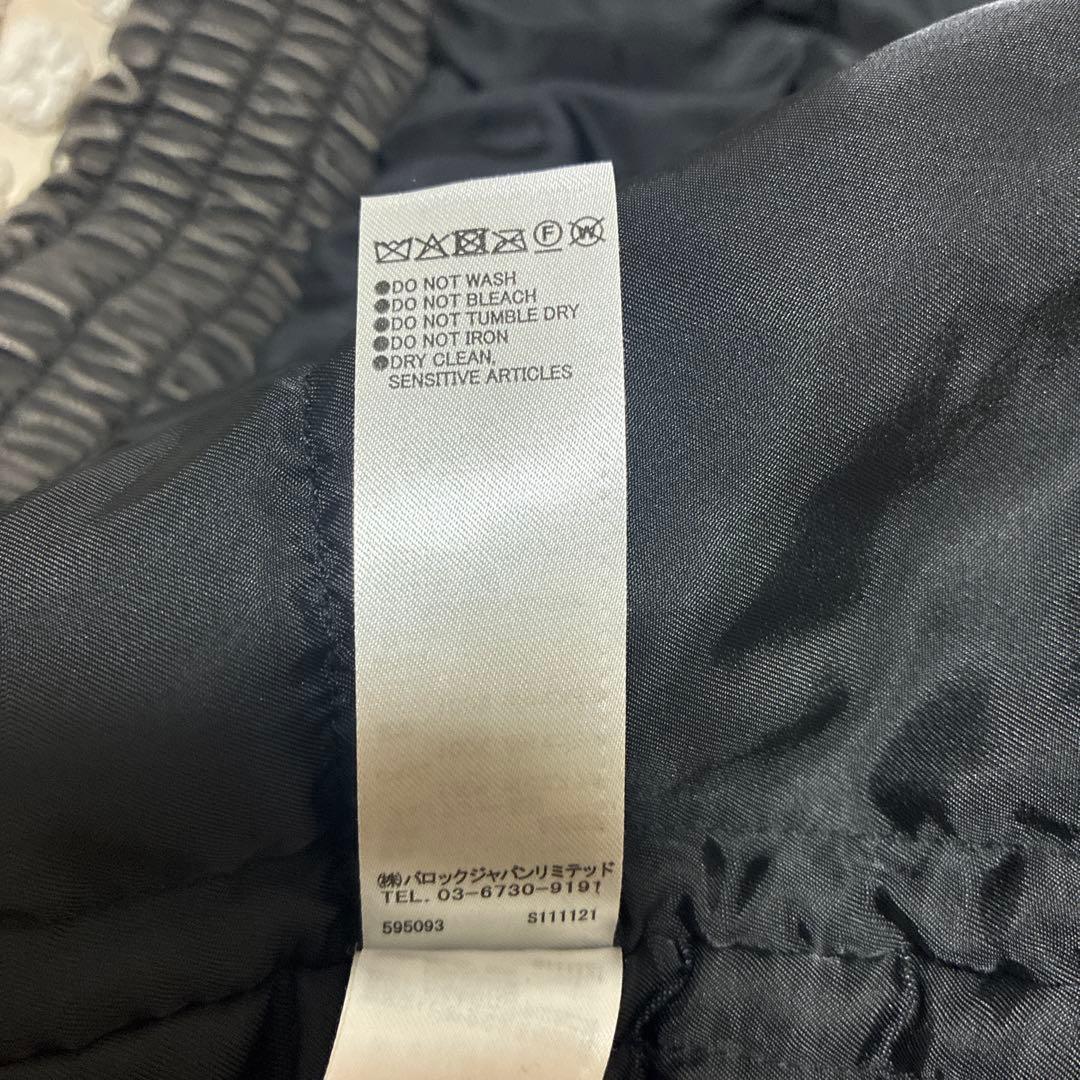 F W
●DO NOT WASH
●DO NOT BLEACH
●DO NOT TUMBLE DRY
●DO NOT IRON
●DRY CLEAN,
SENSITIVE ARTICLES
㈱バロックジャパンリミテッド
TEL. 03-6730-9191
595093 S111121